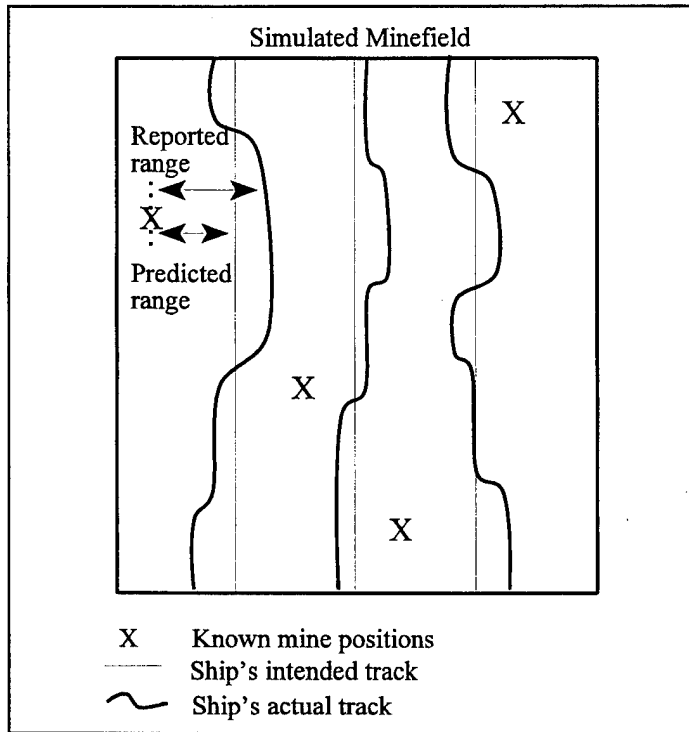 Simulated Minefield
X
Reported
range
X
Predicted
range
X
X
X Known mine positions
Ship's intended track
Ship's actual track